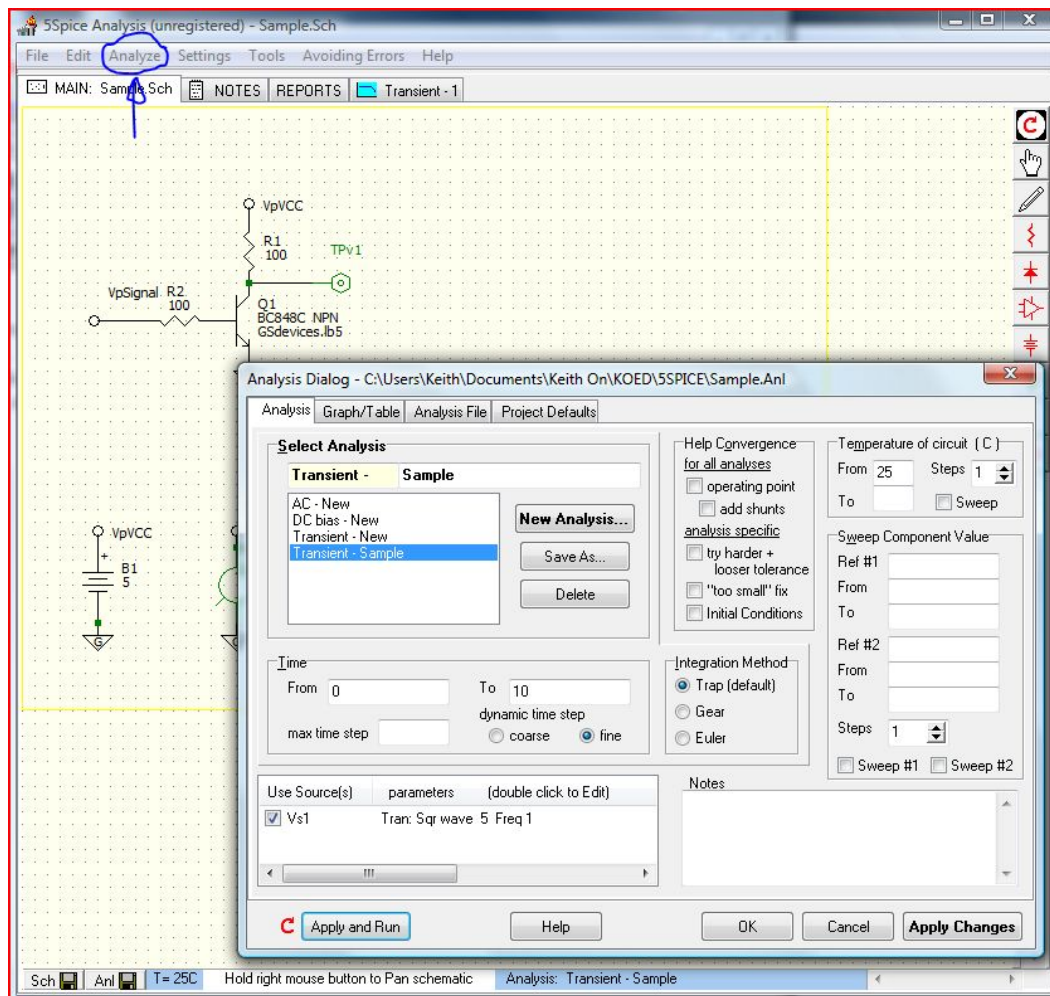 5Spice Analysis (unregistered) - Sample.Sch
File Edit Analyze Settings Tools Avoiding Errors Help
MAIN: Sample.Sch NOTES REPORTS Transient - 1
VpVCC
R1
100
TPv1
VpSignal R2
100
Q1
BC848C NPN
GSdevices.lb5
VpVCC
+
B1
5
G
Analysis Dialog - C:\Users\Keith\Documents\Keith On\KOED\5SPICE\Sample.Anl
Analysis Graph/Table Analysis File Project Defaults
Select Analysis
Transient - Sample
AC - New
DC bias - New
Transient - New
Transient - Sample
New Analysis...
Save As...
Delete
Help Convergence
for all analyses
operating point
add shunts
analysis specific
try harder +
looser tolerance
"too small" fix
Initial Conditions
Temperature of circuit ( C )
From 25 Steps 1
To Sweep
Sweep Component Value
Ref #1
From
To
Ref #2
From
To
Steps 1
Sweep #1 Sweep #2
Time
From 0 To 10
max time step
dynamic time step
coarse fine
Integration Method
Trap (default)
Gear
Euler
Use Source(s) parameters (double click to Edit)
Vs1 Tran: Sqr wave 5 Freq 1
Notes
Apply and Run Help OK Cancel Apply Changes
Sch Anl T= 25C Hold right mouse button to Pan schematic Analysis: Transient - Sample